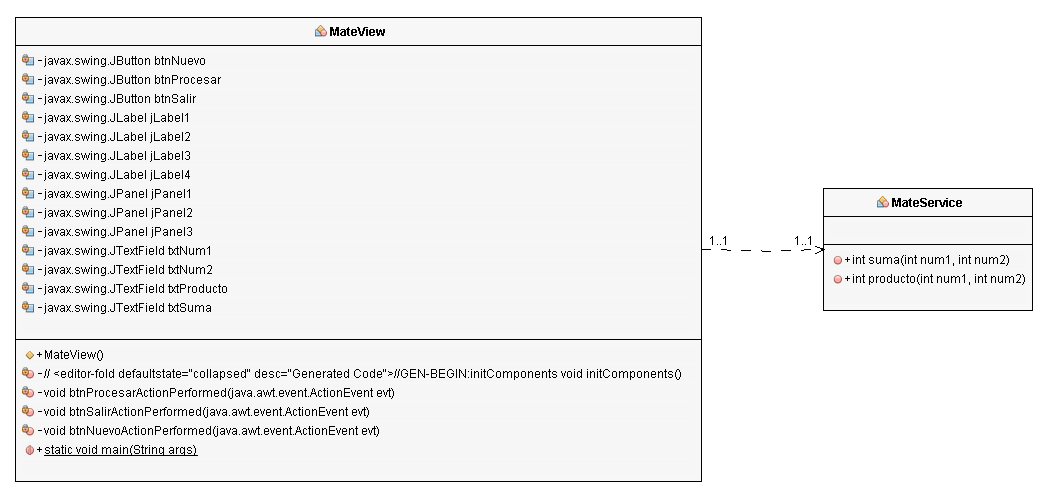 MateView
-javax.swing.JButton btnNuevo
-javax.swing.JButton btnProcesar
-javax.swing.JButton btnSalir
-javax.swing.JLabel jLabel1
-javax.swing.JLabel jLabel2
-javax.swing.JLabel jLabel3
-javax.swing.JLabel jLabel4
-javax.swing.JPanel jPanel1
-javax.swing.JPanel jPanel2
-javax.swing.JPanel jPanel3
-javax.swing.JTextField txtNum1
-javax.swing.JTextField txtNum2
-javax.swing.JTextField txtProducto
-javax.swing.JTextField txtSuma
+MateView()
-// <editor-fold defaultstate="collapsed" desc="Generated Code">//GEN-BEGIN:initComponents void initComponents()
-void btnProcesarActionPerformed(java.awt.event.ActionEvent evt)
-void btnSalirActionPerformed(java.awt.event.ActionEvent evt)
-void btnNuevoActionPerformed(java.awt.event.ActionEvent evt)
+static void main(String args)
1..1
1..1
MateService
+int suma(int num1, int num2)
+int producto(int num1, int num2)